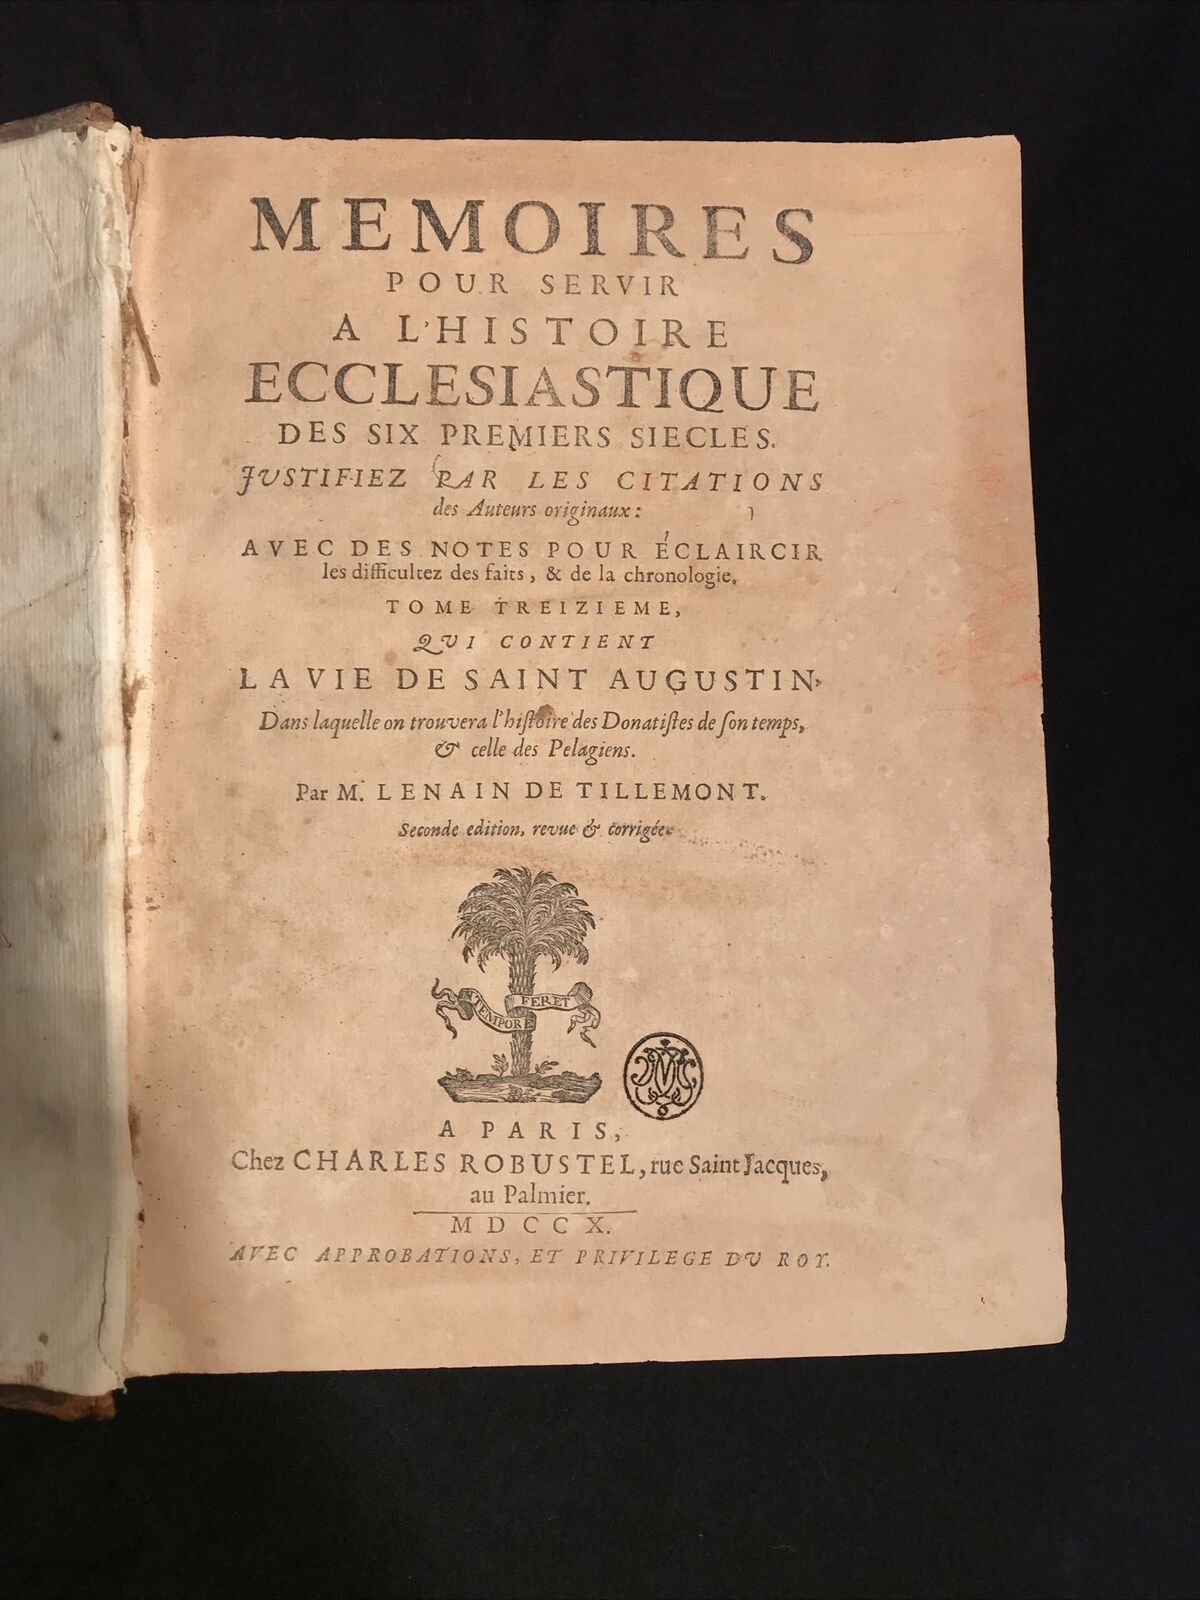 MEMOIRES
POUR SERVIR
A L'HISTOIRE
ECCLESIASTIQUE
DES SIX PREMIERS SIECLES.
JVSTIFIEZ PAR LES CITATIONS
des Auteurs originaux :
AVEC DES NOTES POUR ÉCLAIRCIR
les difficultez des faits, & de la chronologie,
TOME TREIZIEME,
QVI CONTIENT
LA VIE DE SAINT AUGUSTIN,
Dans laquelle on trouvera l'hiſtoire des Donatiſtes de ſon temps,
& celle des Pelagiens.
Par M. LENAIN DE TILLEMONT.
Seconde edition, revue & corrigée.
TEMPORE FERET
A PARIS,
Chez CHARLES ROBUSTEL, rue Saint Jacques,
au Palmier.
MDCCX.
AVEC APPROBATIONS, ET PRIVILEGE DV ROY.